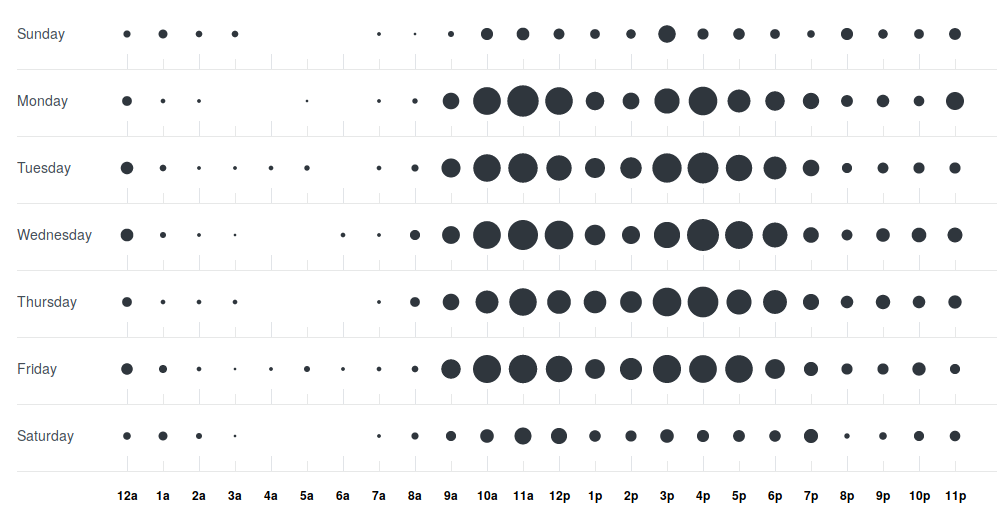 Sunday
Monday
Tuesday
Wednesday
Thursday
Friday
Saturday
12a 1a 2a 3a 4a 5a 6a 7a 8a 9a 10a 11a 12p 1p 2p 3p 4p 5p 6p 7p 8p 9p 10p 11p